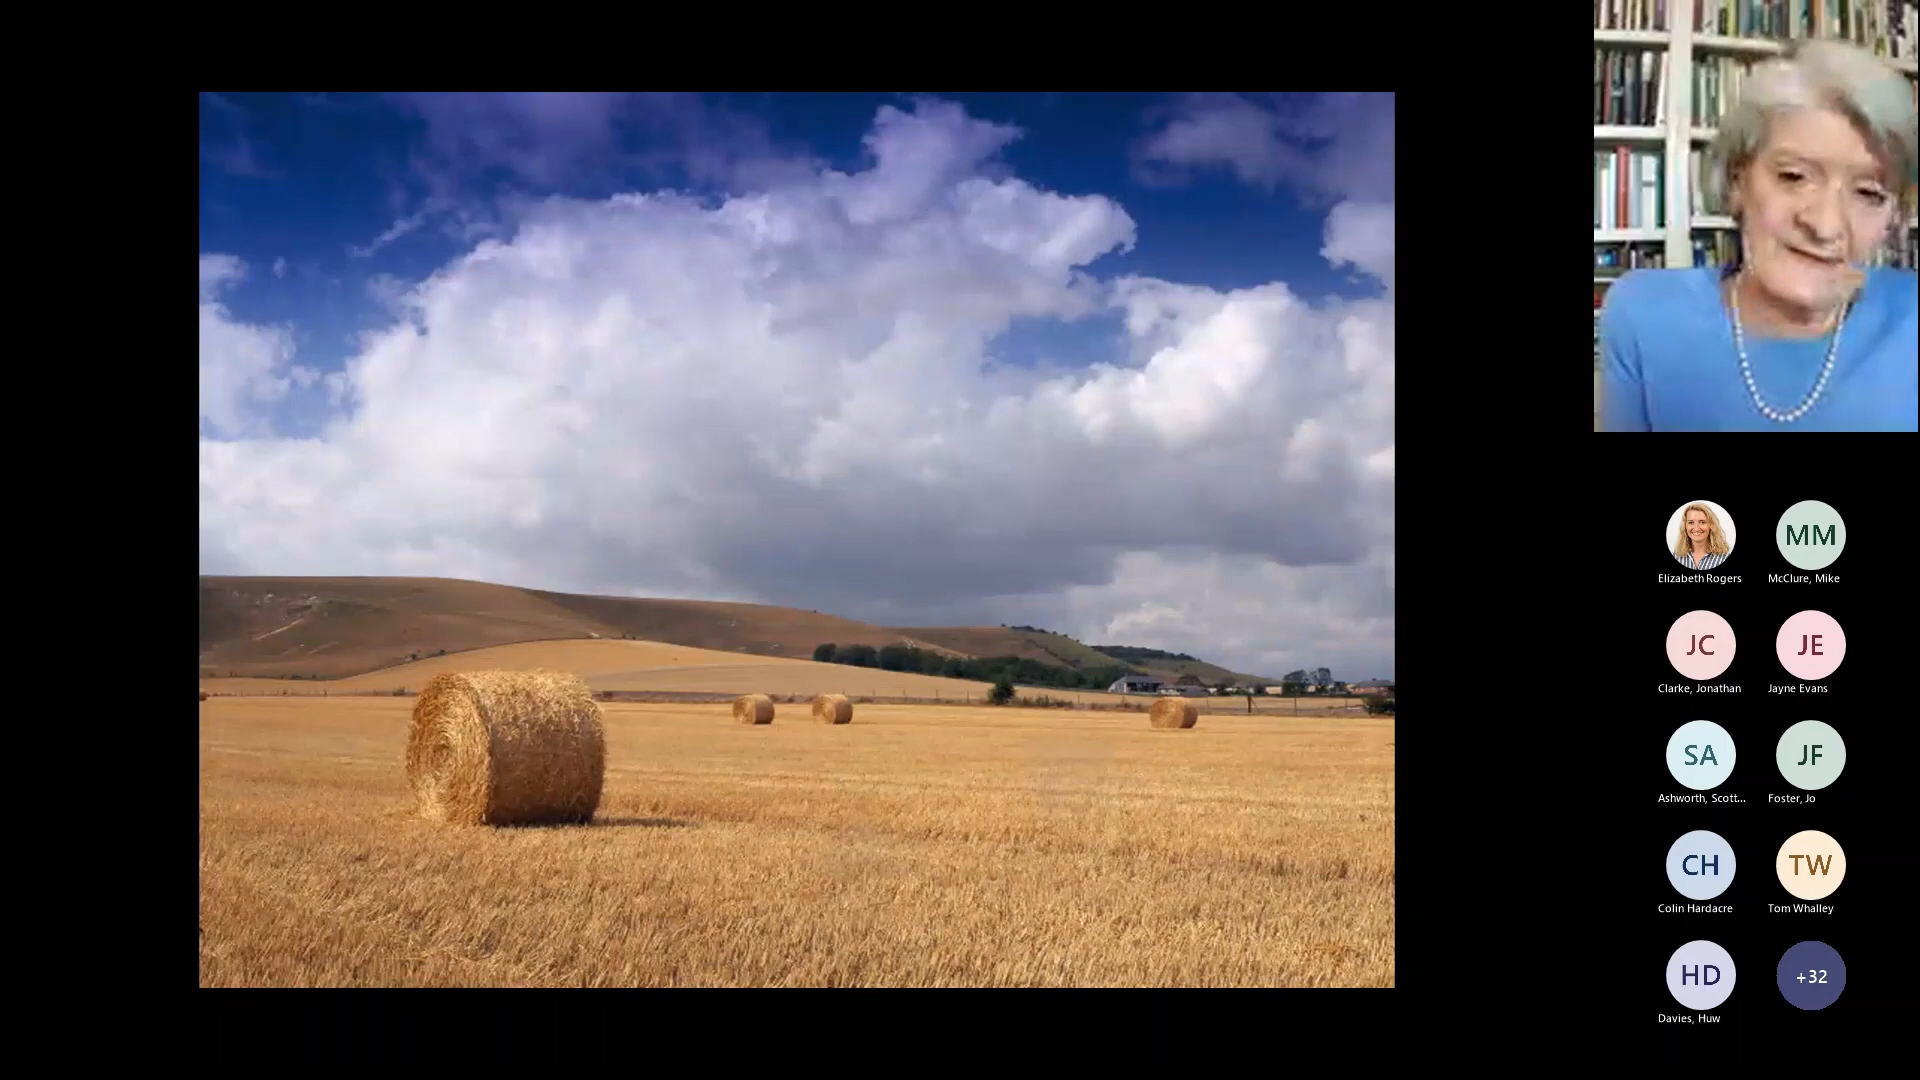 Elizabeth Rogers
MM
McClure, Mike
JC
Clarke, Jonathan
JE
Jayne Evans
SA
Ashworth, Scott...
JF
Foster, Jo
CH
Colin Hardacre
TW
Tom Whalley
HD
Davies, Huw
+32